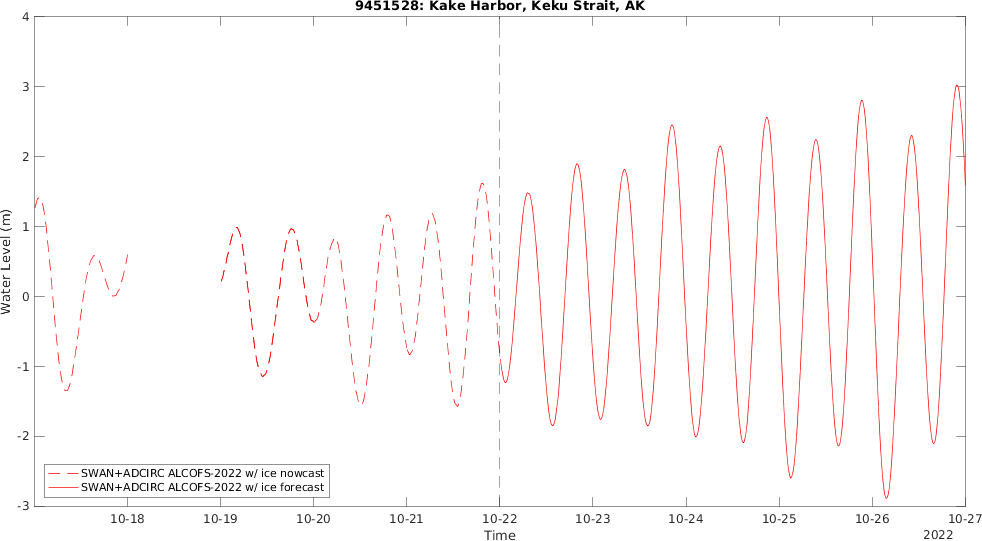 9451528: Kake Harbor, Keku Strait, AK
4
3
2
1
0
-1
-2
-3
Water Level (m)
SWAN+ADCIRC ALCOFS-2022 w/ ice nowcast
SWAN+ADCIRC ALCOFS-2022 w/ ice forecast
10-18 10-19 10-20 10-21 10-22 10-23 10-24 10-25 10-26 10-27
Time
2022